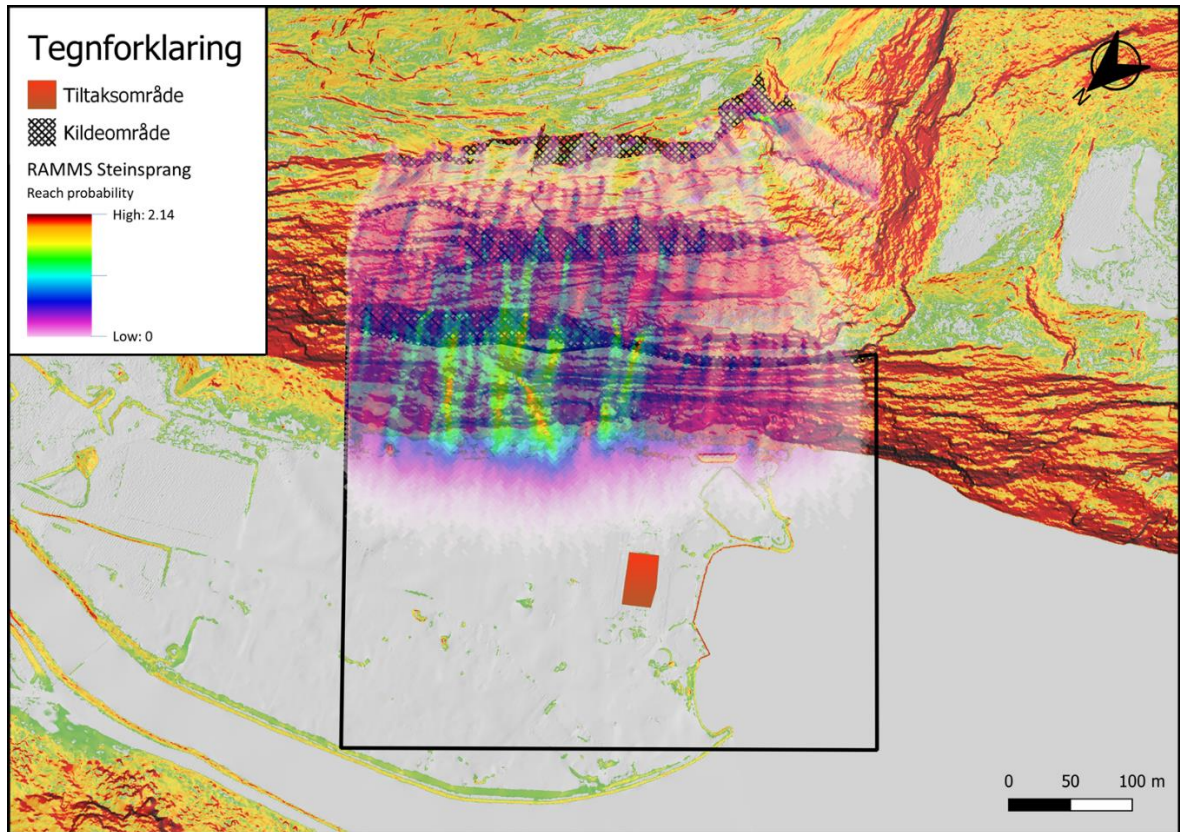 Tegnforklaring
Tiltaksområde
Kildeområde
RAMMS Steinsprang
Reach probability
High: 2.14
Low: 0
N
0 50 100 m